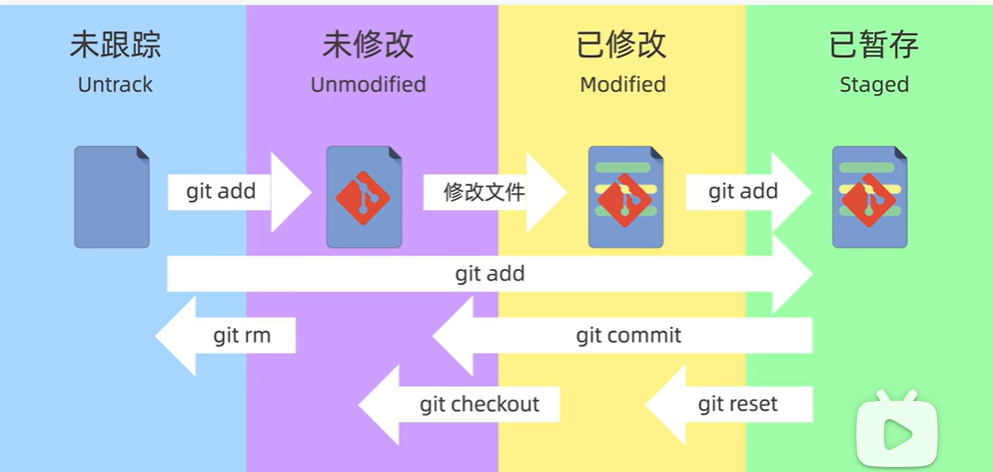 未跟踪
Untrack
未修改
Unmodified
已修改
Modified
已暂存
Staged
git add
修改文件
git add
git add
git rm
git commit
git checkout
git reset